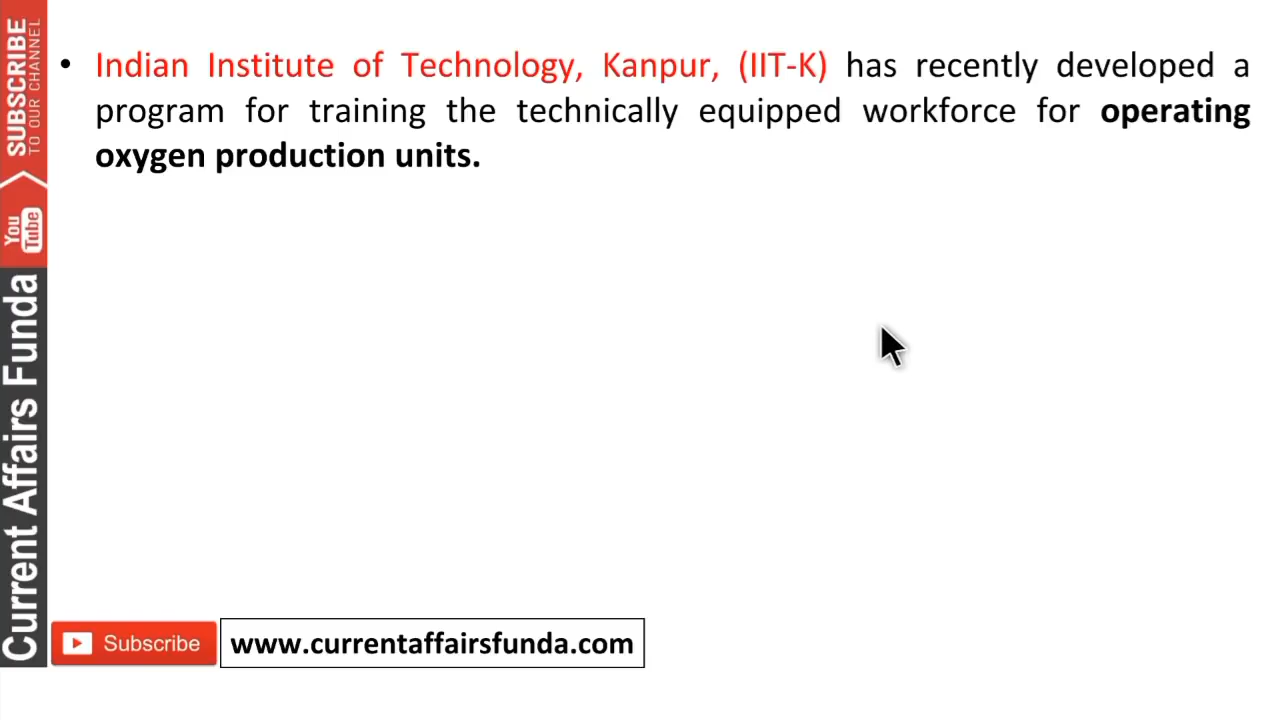 • Indian Institute of Technology, Kanpur, (IIT-K) has recently developed a
program for training the technically equipped workforce for operating
oxygen production units.
SUBSCRIBE
TO OUR CHANNEL
You
Tube
Current Affairs Funda
Subscribe
www.currentaffairsfunda.com